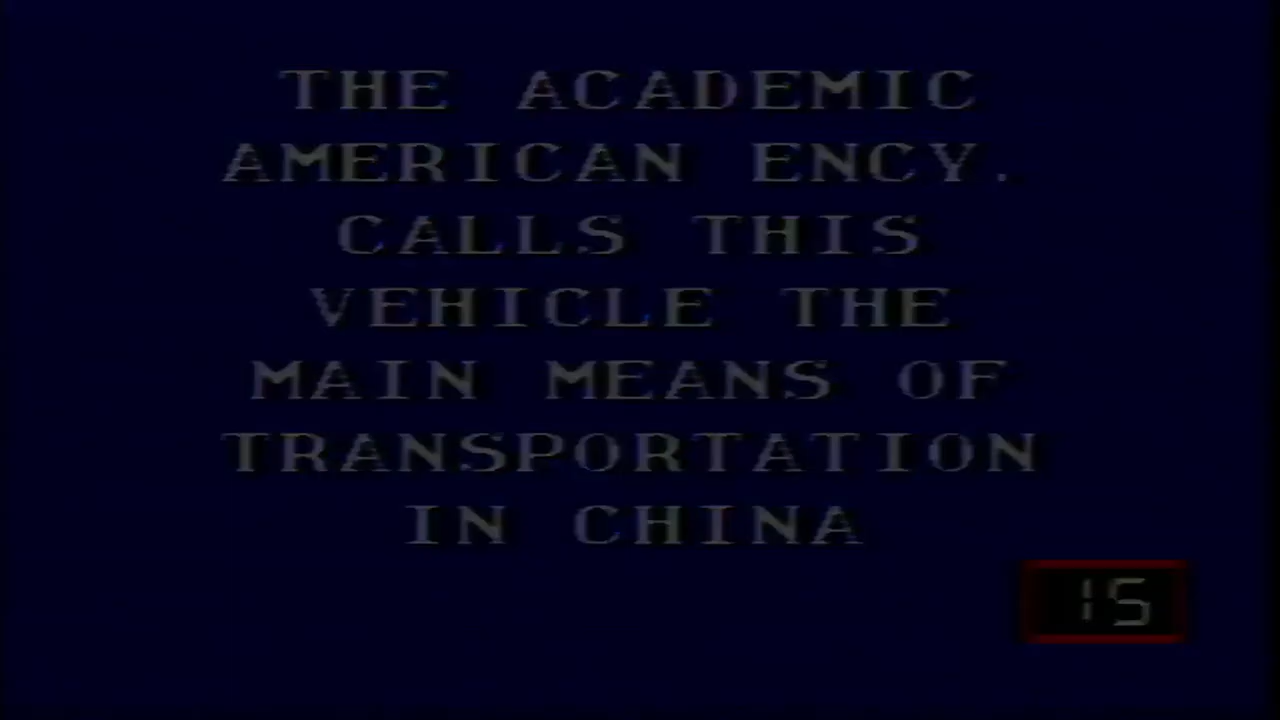 THE ACADEMIC
AMERICAN ENCY.
CALLS THIS
VEHICLE THE
MAIN MEANS OF
TRANSPORTATION
IN CHINA
15